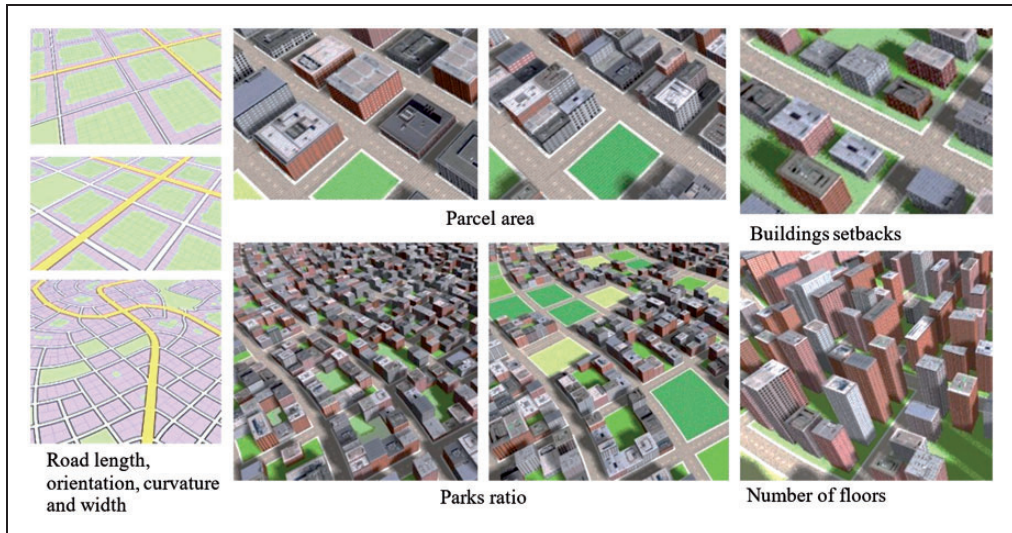 Parcel area
Buildings setbacks
Road length,
orientation, curvature
and width
Parks ratio
Number of floors